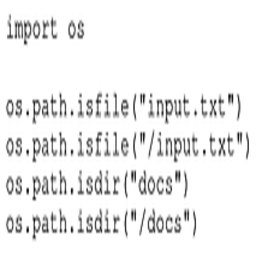 import os
os.path.isfile("input.txt")
os.path.isfile("/input.txt")
os.path.isdir("docs")
os.path.isdir("/docs")